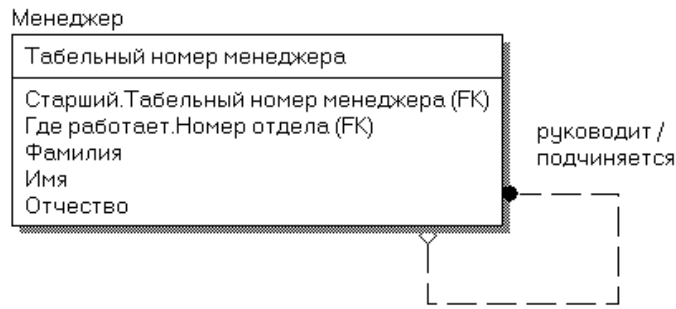 Менеджер
Табельный номер менеджера
Старший.Табельный номер менеджера (FK)
Где работает.Номер отдела (FK)
Фамилия
Имя
Отчество
руководит /
подчиняется